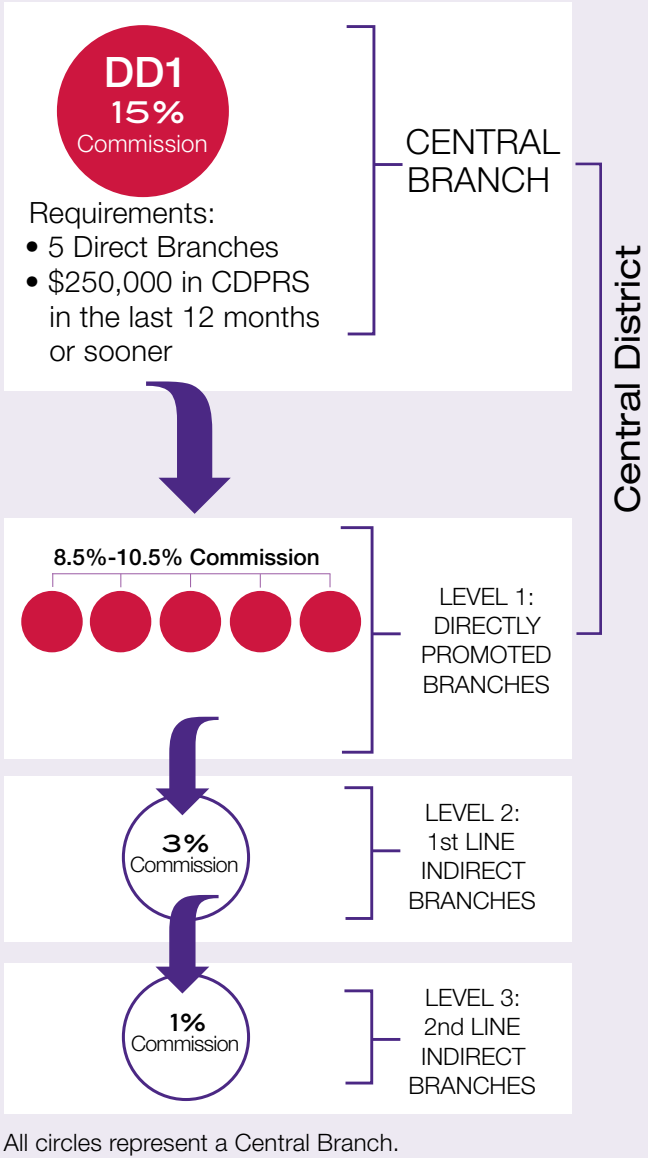 DD1
15%
Commission
Requirements:
• 5 Direct Branches
• $250,000 in CDPRS
in the last 12 months
or sooner
CENTRAL
BRANCH
Central District
8.5%-10.5% Commission
LEVEL 1:
DIRECTLY
PROMOTED
BRANCHES
3%
Commission
LEVEL 2:
1st LINE
INDIRECT
BRANCHES
1%
Commission
LEVEL 3:
2nd LINE
INDIRECT
BRANCHES
All circles represent a Central Branch.